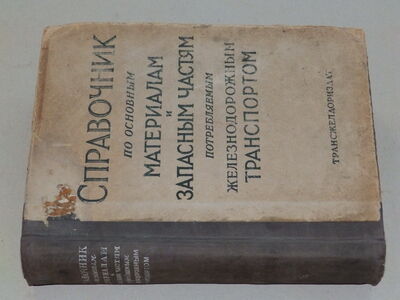 СПРАВОЧНИК
ПО ОСНОВНЫМ
МАТЕРИАЛАМ
И
ЗАПАСНЫМ ЧАСТЯМ
ПОТРЕБЛЯЕМЫМ
ЖЕЛЕЗНОДОРОЖНЫМ
ТРАНСПОРТОМ
ТРАНСЖЕЛДОРИЗДАТ